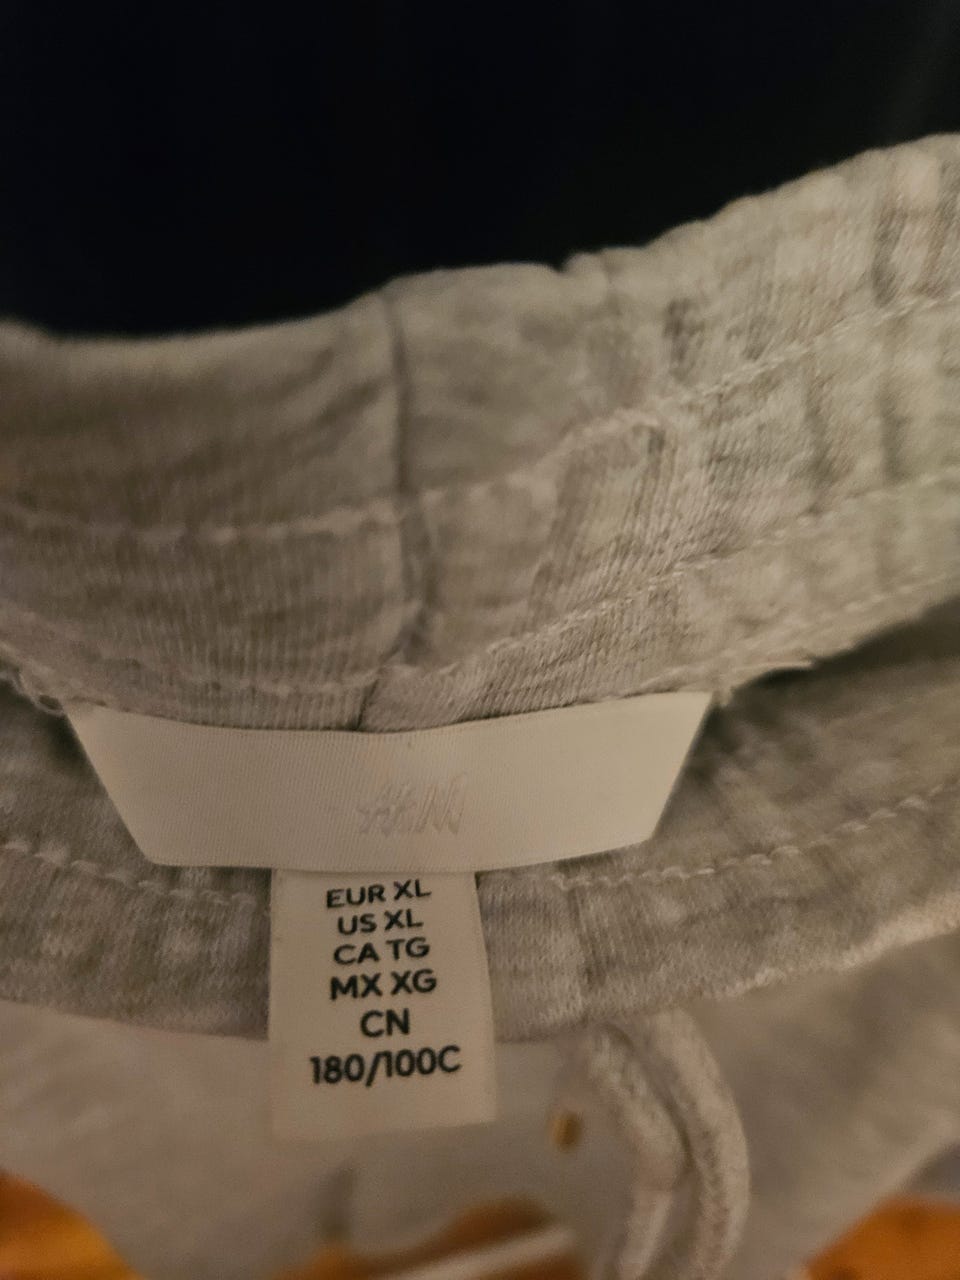 H&M
EUR XL
US XL
CA TG
MX XG
CN
180/100C